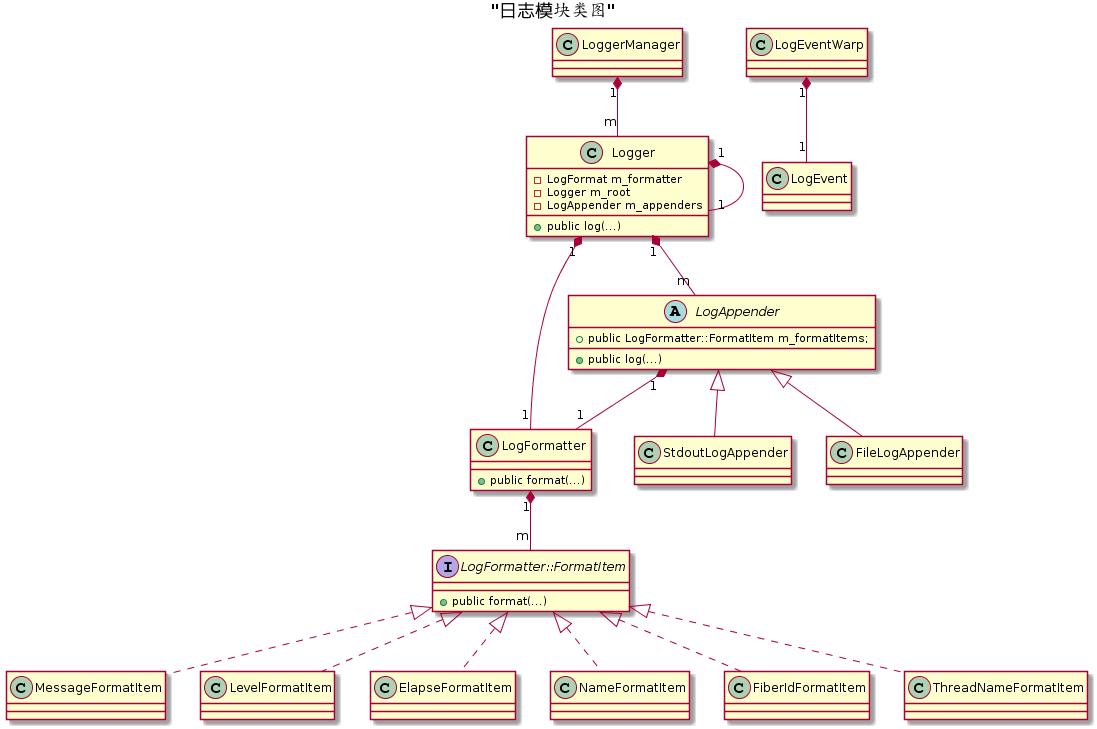 "日志模块类图"
C LoggerManager
C LogEventWarp
1
1
m
1
C Logger
1
LogFormat m_formatter
Logger m_root
LogAppender m_appenders
1
public log(...)
C LogEvent
1
1
m
A LogAppender
public LogFormatter::FormatItem m_formatItems;
public log(...)
1
1
1
C LogFormatter
public format(...)
C StdoutLogAppender
C FileLogAppender
1
m
I LogFormatter::FormatItem
public format(...)
C MessageFormatItem
C LevelFormatItem
C ElapseFormatItem
C NameFormatItem
C FiberIdFormatItem
C ThreadNameFormatItem